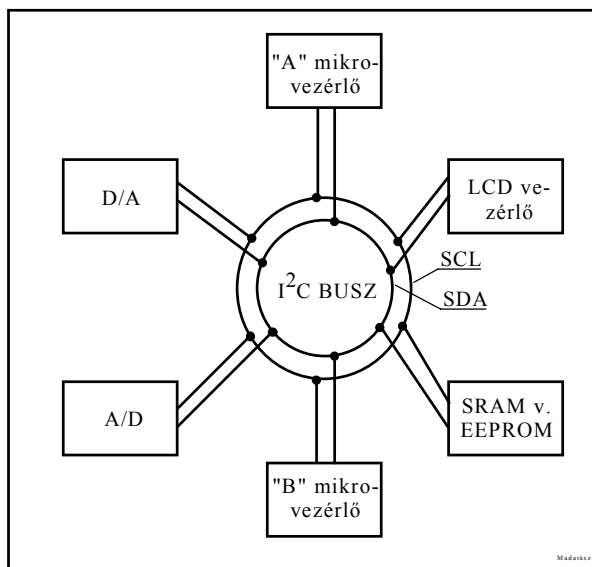 "A" mikro-
vezérlő
D/A
LCD ve-
zérlő
SCL
SDA
I²C BUSZ
A/D
SRAM v.
EEPROM
"B" mikro-
vezérlő
Madarász